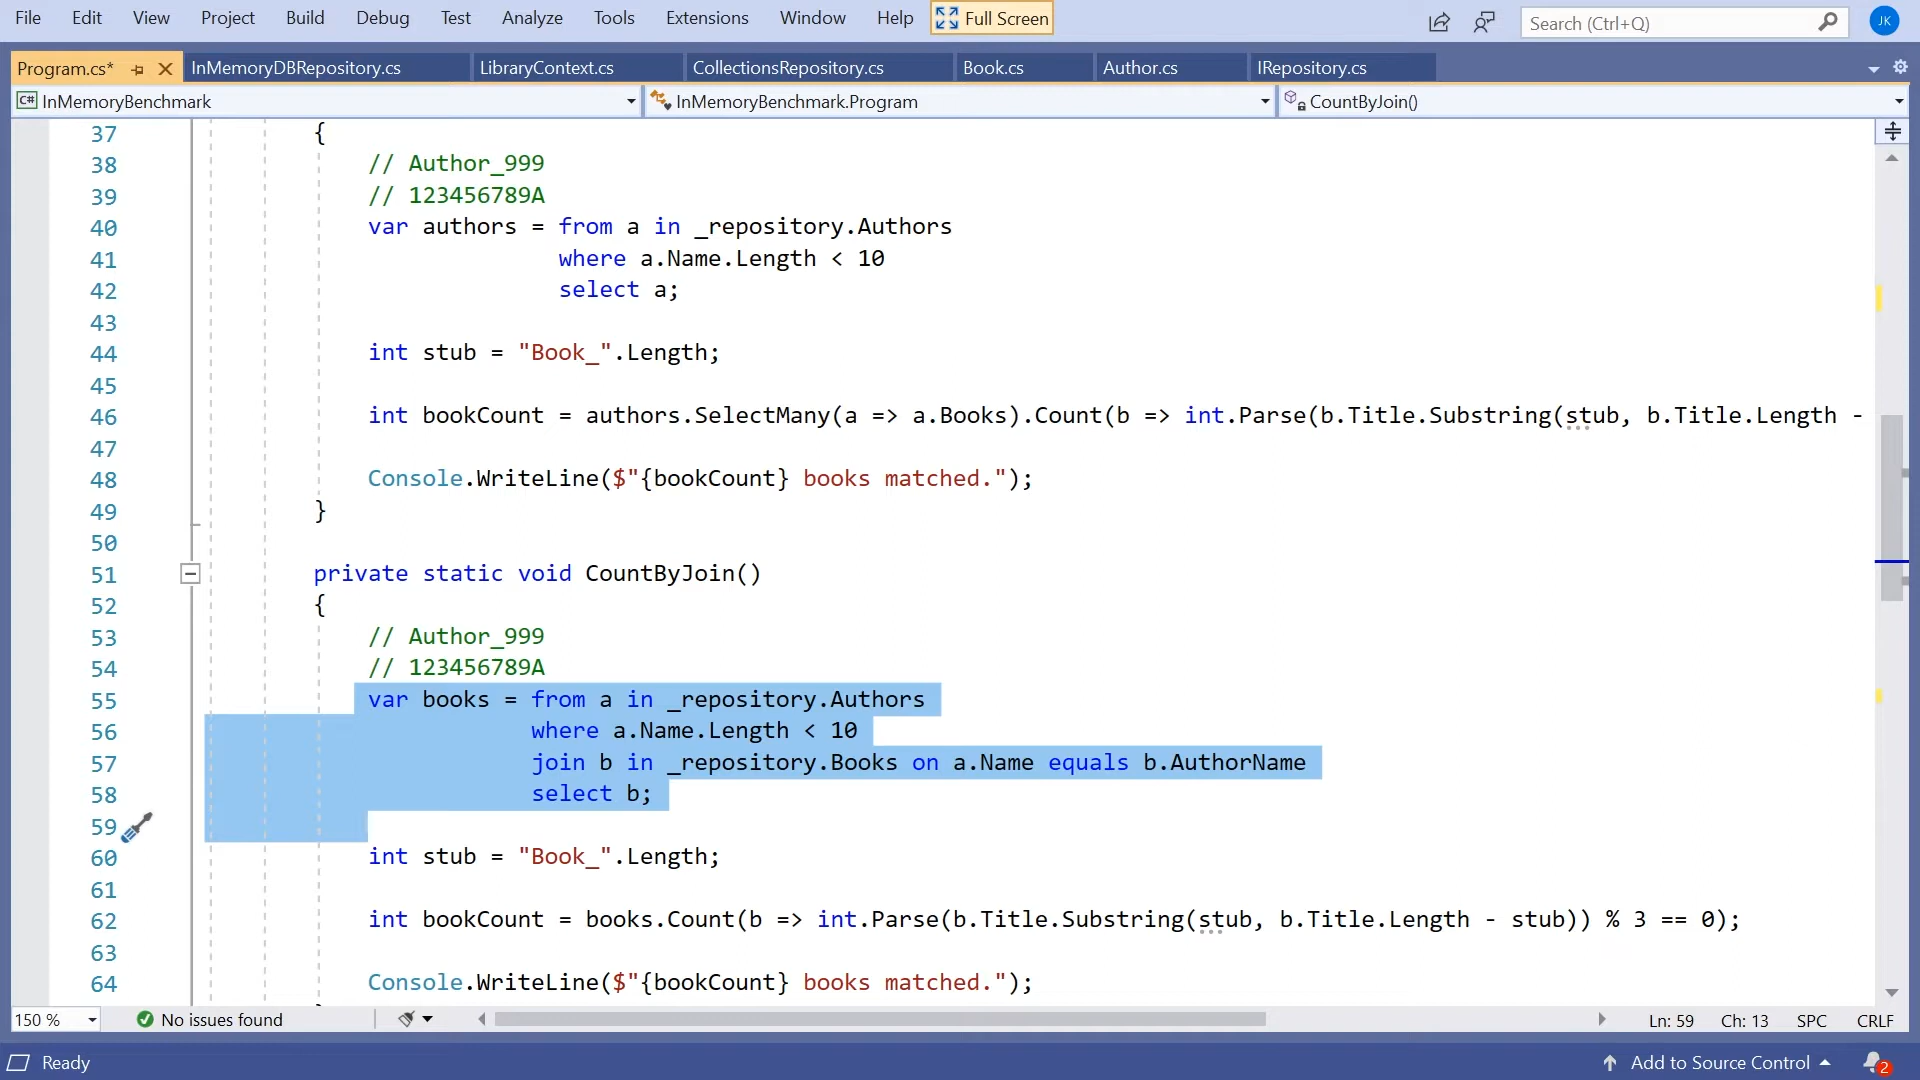 File Edit View Project Build Debug Test Analyze Tools Extensions Window Help Full Screen Search (Ctrl+Q) JK
Program.cs* InMemoryDBRepository.cs LibraryContext.cs CollectionsRepository.cs Book.cs Author.cs IRepository.cs
C# InMemoryBenchmark InMemoryBenchmark.Program CountByJoin()
37 {
38 // Author_999
39 // 123456789A
40 var authors = from a in _repository.Authors
41 where a.Name.Length < 10
42 select a;
43
44 int stub = "Book_".Length;
45
46 int bookCount = authors.SelectMany(a => a.Books).Count(b => int.Parse(b.Title.Substring(stub, b.Title.Length -
47
48 Console.WriteLine($"{bookCount} books matched.");
49 }
50
51 private static void CountByJoin()
52 {
53 // Author_999
54 // 123456789A
55 var books = from a in _repository.Authors
56 where a.Name.Length < 10
57 join b in _repository.Books on a.Name equals b.AuthorName
58 select b;
59
60 int stub = "Book_".Length;
61
62 int bookCount = books.Count(b => int.Parse(b.Title.Substring(stub, b.Title.Length - stub)) % 3 == 0);
63
64 Console.WriteLine($"{bookCount} books matched.");
150 % No issues found Ln: 59 Ch: 13 SPC CRLF
Ready Add to Source Control 2